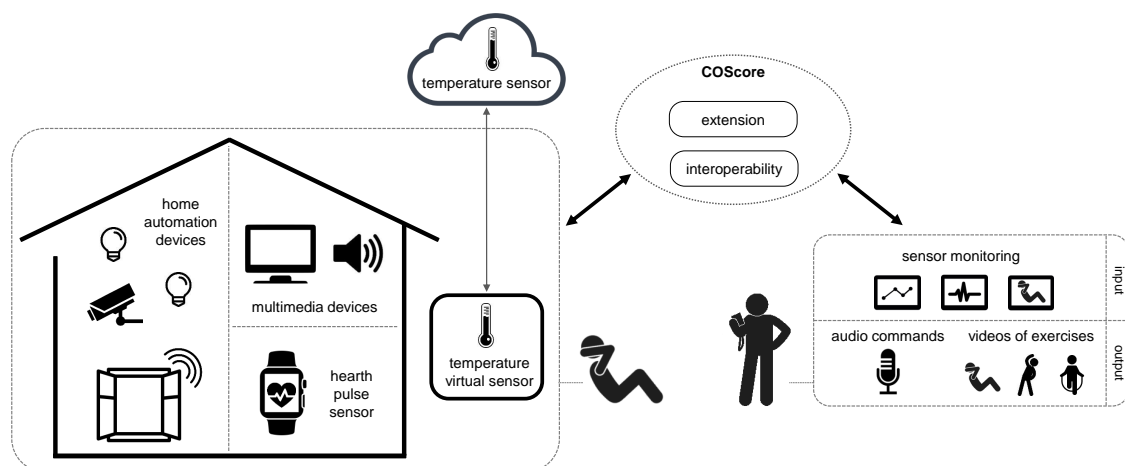 temperature sensor
COScore
extension
interoperability
home
automation
devices
multimedia devices
hearth
pulse
sensor
temperature
virtual sensor
sensor monitoring
input
audio commands
videos of exercises
output